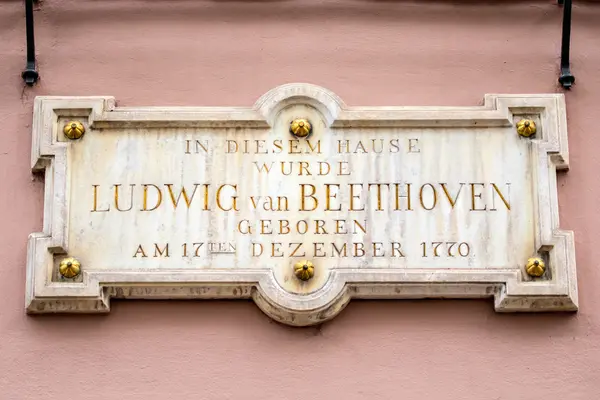 IN DIESEM HAUSE
WURDE
LUDWIG van BEETHOVEN
GEBOREN
AM 17TEN DEZEMBER 1770